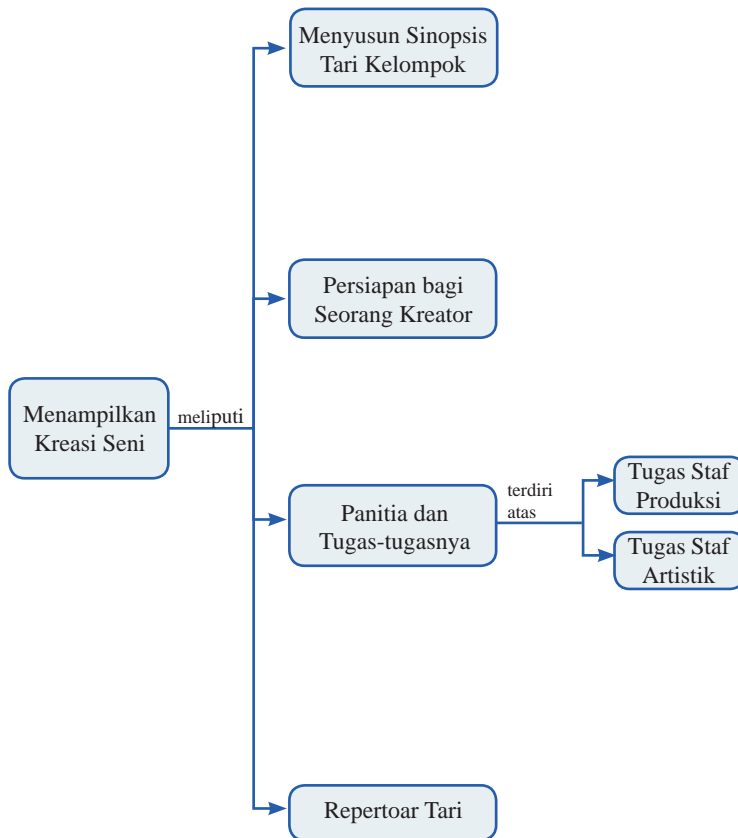 Menyusun Sinopsis
Tari Kelompok
Persiapan bagi
Seorang Kreator
Menampilkan
Kreasi Seni
meliputi
Panitia dan
Tugas-tugasnya
terdiri
atas
Tugas Staf
Produksi
Tugas Staf
Artistik
Repertoar Tari